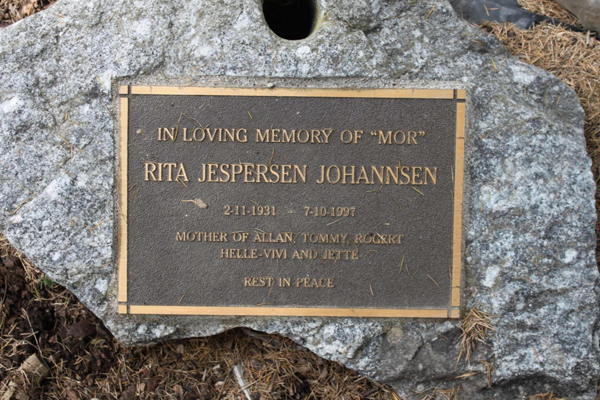 IN LOVING MEMORY OF "MOR"
RITA JESPERSEN JOHANNSEN
2-11-1931 7-10-1997
MOTHER OF ALLAN, TOMMY, ROGERT
HELLE-VIVI AND JETTE
REST IN PEACE